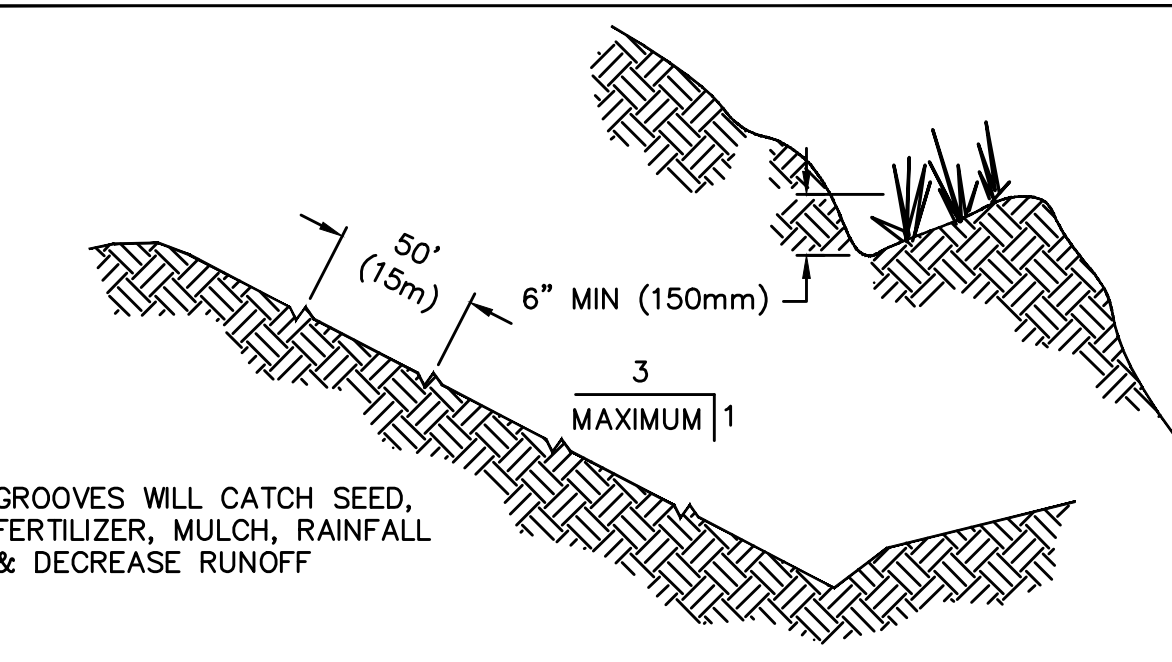 50'
(15m)
6” MIN (150mm)
3
MAXIMUM 1
GROOVES WILL CATCH SEED,
FERTILIZER, MULCH, RAINFALL
& DECREASE RUNOFF